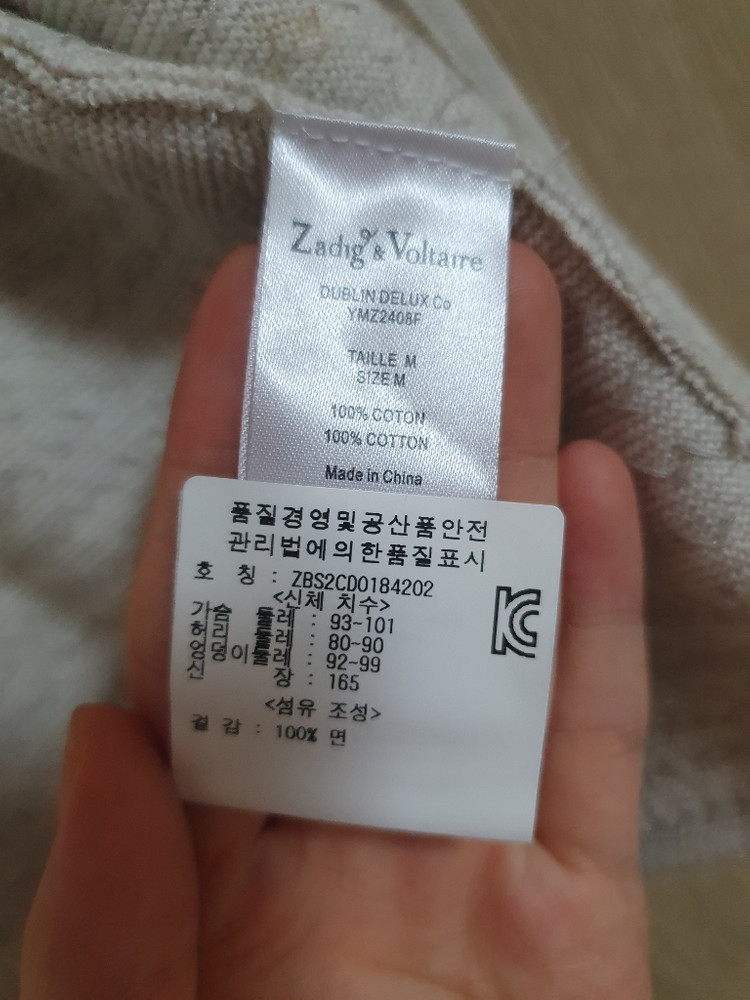 Zadig & Voltaire
DUBLIN DELUX Co
YMZ2408F
TAILLE M
SIZE M
100% COTON
100% COTTON
Made in China
품질경영및공산품안전
관리법에의한품질표시
호 칭 : ZBS2CD0184202
<신체 치수>
가슴 둘레 : 93~101
허리 둘레 : 80~90
엉덩이둘레 : 92~99
신 장 : 165
<섬유 조성>
겉 감 : 100% 면
KC